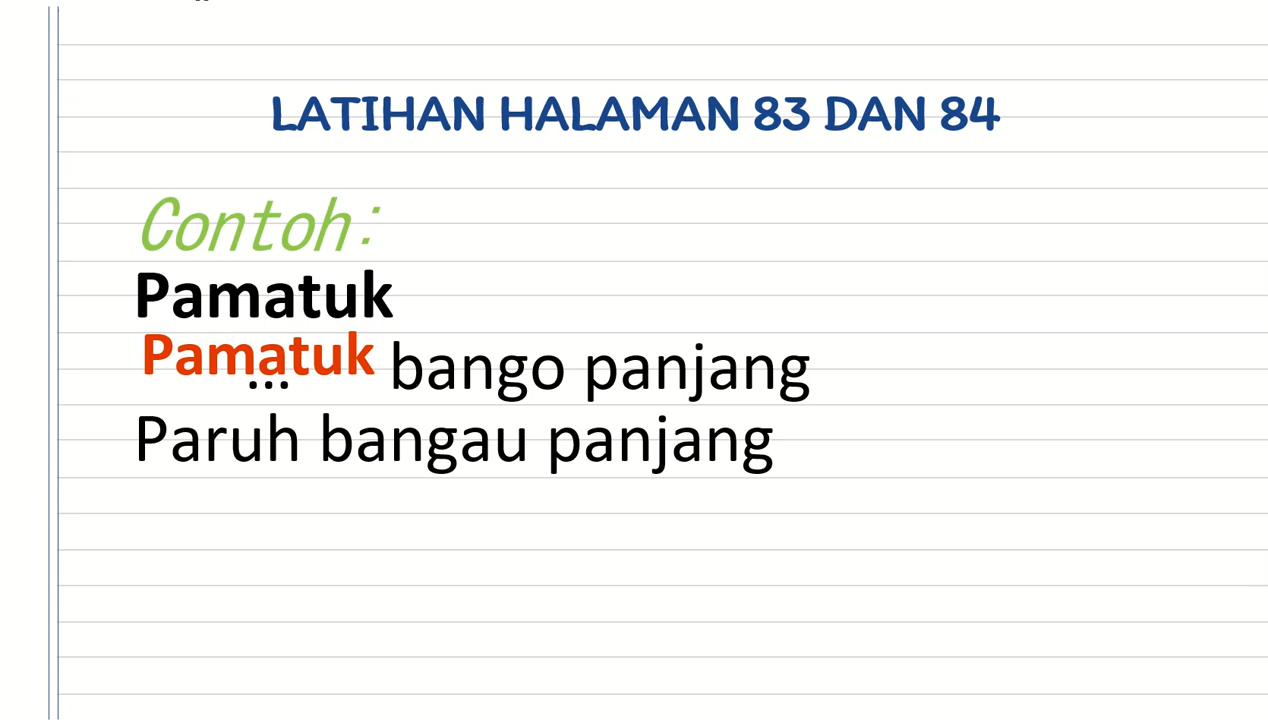 LATIHAN HALAMAN 83 DAN 84
Contoh:
Pamatuk
Pamatuk ... bango panjang
Paruh bangau panjang